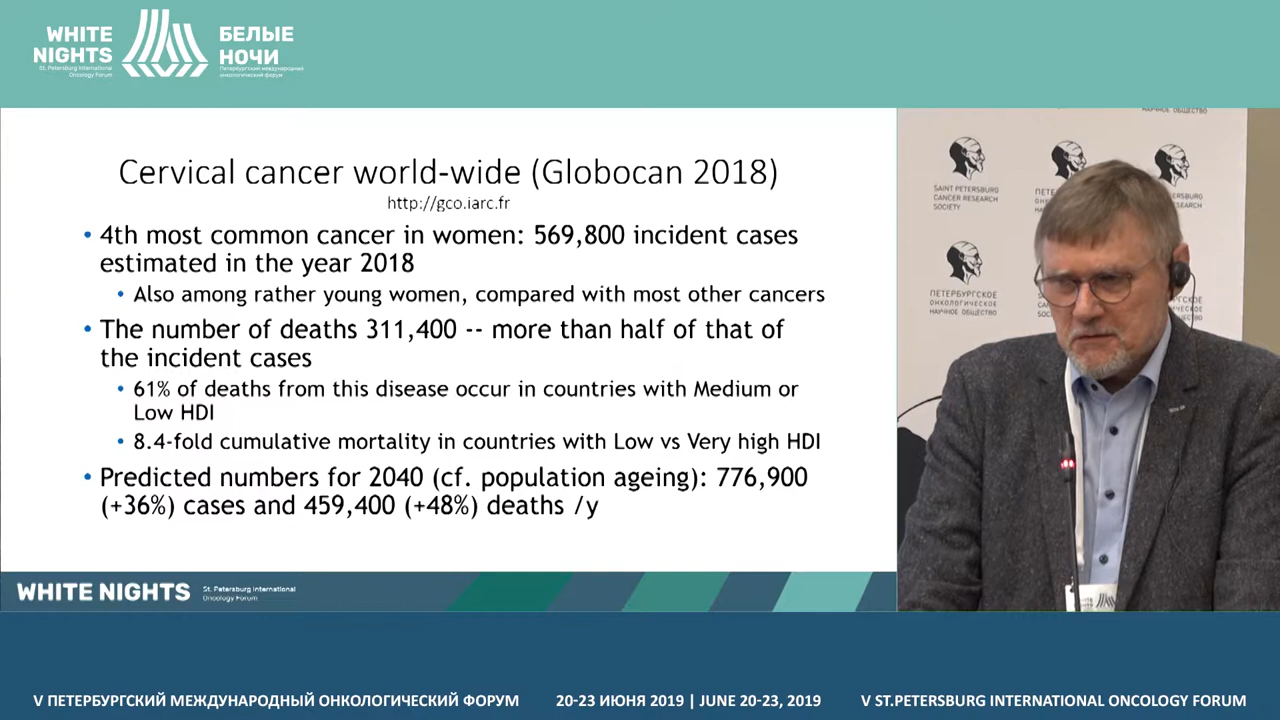 WHITE
NIGHTS
St. Petersburg International
Oncology Forum
БЕЛЫЕ
НОЧИ
Петербургский международный
онкологический форум
Cervical cancer world-wide (Globocan 2018)
http://gco.iarc.fr
• 4th most common cancer in women: 569,800 incident cases
estimated in the year 2018
• Also among rather young women, compared with most other cancers
• The number of deaths 311,400 -- more than half of that of
the incident cases
• 61% of deaths from this disease occur in countries with Medium or
Low HDI
• 8.4-fold cumulative mortality in countries with Low vs Very high HDI
• Predicted numbers for 2040 (cf. population ageing): 776,900
(+36%) cases and 459,400 (+48%) deaths /y
WHITE NIGHTS
St. Petersburg International
Oncology Forum
НАУЧНОЕ ОБЩЕСТВО
SAINT PETERSBURG
CANCER RESEARCH
SOCIETY
ПЕТЕРБУРГСКОЕ
ОНКОЛОГИЧЕСКОЕ
НАУЧНОЕ ОБЩЕСТВО
V ПЕТЕРБУРГСКИЙ МЕЖДУНАРОДНЫЙ ОНКОЛОГИЧЕСКИЙ ФОРУМ
20-23 ИЮНЯ 2019 | JUNE 20-23, 2019
V ST.PETERSBURG INTERNATIONAL ONCOLOGY FORUM